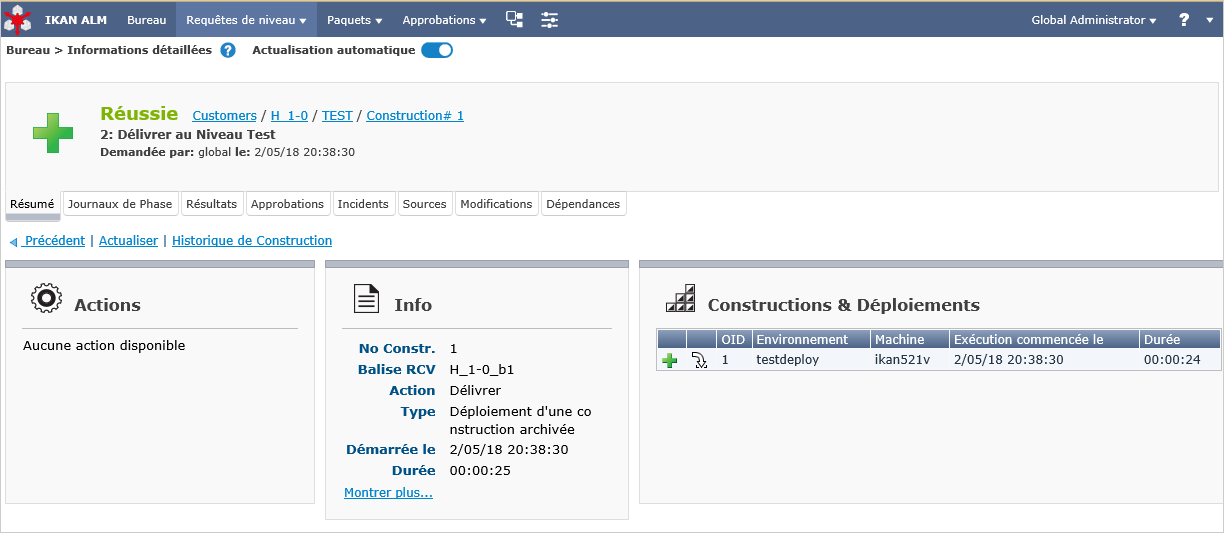 IKAN ALM Bureau Requêtes de niveau Paquets Approbations Global Administrator ?
Bureau > Informations détaillées ? Actualisation automatique
Réussie Customers / H_1-0 / TEST / Construction# 1
2: Délivrer au Niveau Test
Demandée par: global le: 2/05/18 20:38:30
Résumé Journaux de Phase Résultats Approbations Incidents Sources Modifications Dépendances
Précédent | Actualiser | Historique de Construction
Actions
Aucune action disponible
Info
No Constr. 1
Balise RCV H_1-0_b1
Action Délivrer
Type Déploiement d'une co
nstruction archivée
Démarrée le 2/05/18 20:38:30
Durée 00:00:25
Montrer plus...
Constructions & Déploiements
OID Environnement Machine Exécution commencée le Durée
1 testdeploy ikan521v 2/05/18 20:38:30 00:00:24